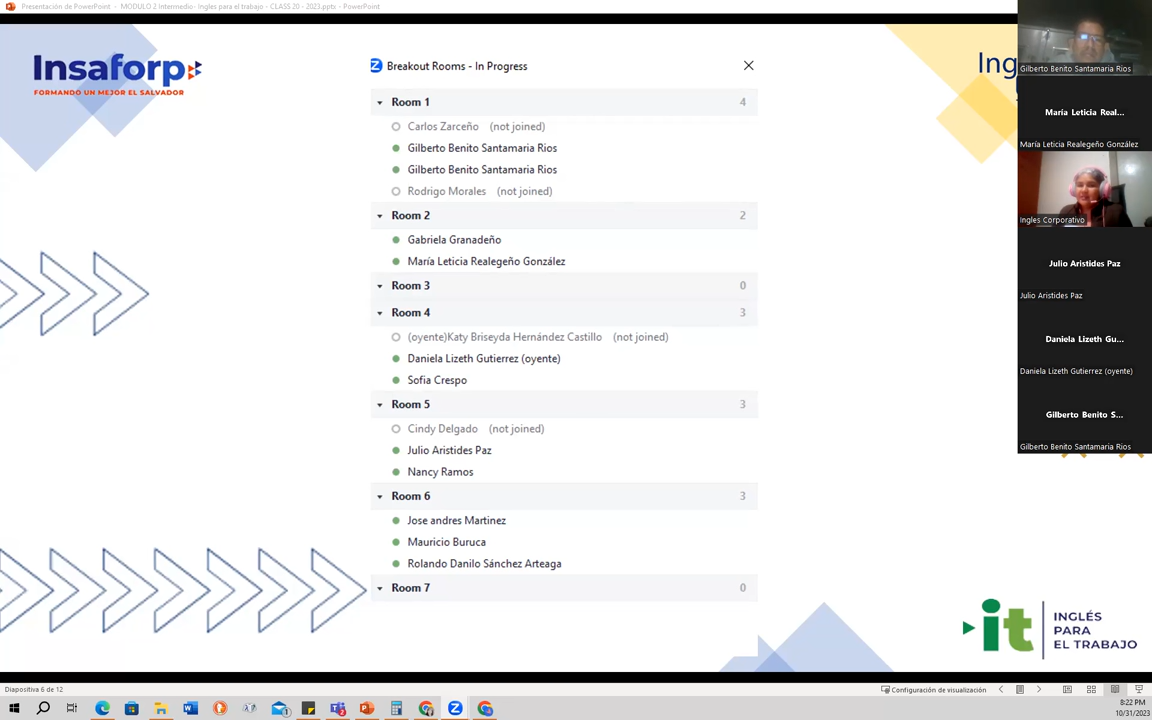 Presentación de PowerPoint - MODULO 2 Intermedio- Ingles para el trabajo - CLASS 20 - 2023.pptx - PowerPoint
Insaforp
FORMANDO UN MEJOR EL SALVADOR
Breakout Rooms - In Progress
Room 1 4
Carlos Zarceño (not joined)
Gilberto Benito Santamaria Rios
Gilberto Benito Santamaria Rios
Rodrigo Morales (not joined)
Room 2 2
Gabriela Granadeño
María Leticia Realegeño González
Room 3 0
Room 4 3
(oyente)Katy Briseyda Hernández Castillo (not joined)
Daniela Lizeth Gutierrez (oyente)
Sofia Crespo
Room 5 3
Cindy Delgado (not joined)
Julio Aristides Paz
Nancy Ramos
Room 6 3
Jose andres Martinez
Mauricio Buruca
Rolando Danilo Sánchez Arteaga
Room 7 0
Ing
Gilberto Benito Santamaria Rios
María Leticia Real...
María Leticia Realegeño González
Ingles Corporativo
Julio Aristides Paz
Julio Aristides Paz
Daniela Lizeth Gu...
Daniela Lizeth Gutierrez (oyente)
Gilberto Benito S...
Gilberto Benito Santamaria Rios
it
INGLÉS
PARA
EL TRABAJO
Diapositiva 6 de 12
Configuración de visualización
8:22 PM
10/31/2023